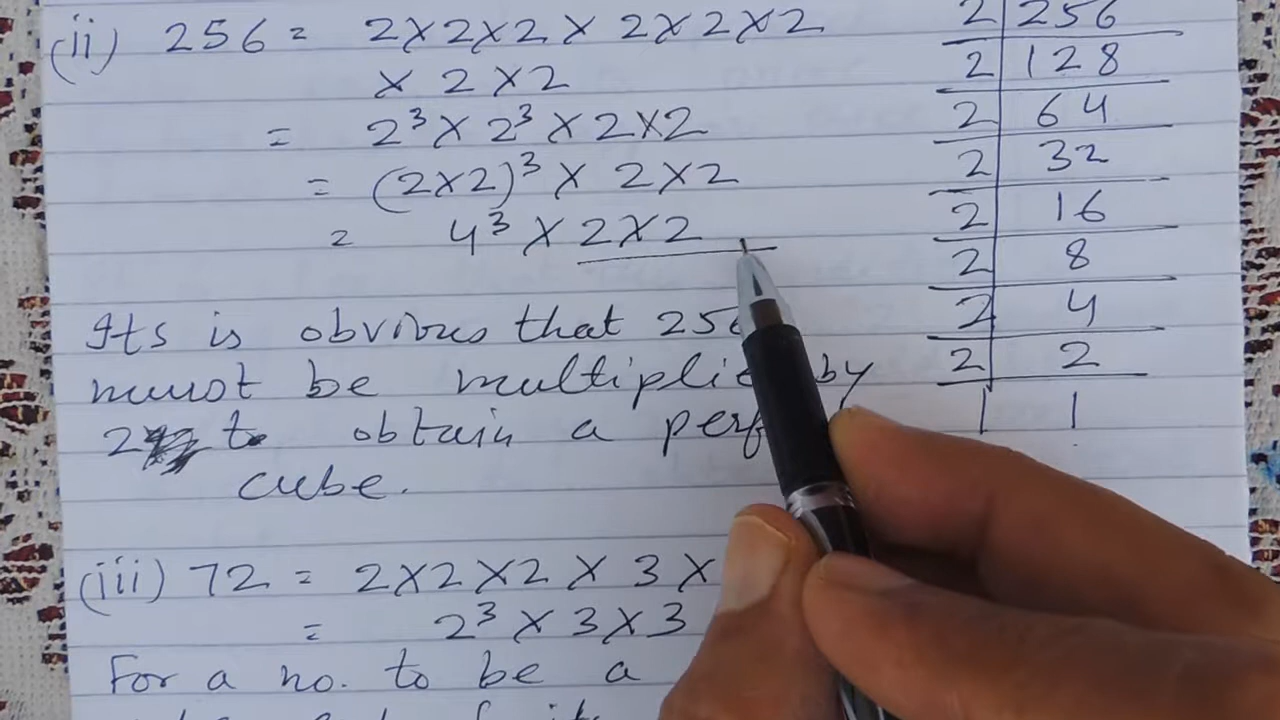 (ii) 256 = 2×2×2 × 2×2×2
× 2×2
= 2³ × 2³ × 2×2
= (2×2)³ × 2×2
= 4³ × 2×2
Its is obvious that 256
must be multiplied by
2 to obtain a perf
cube.
(iii) 72 = 2×2×2 × 3 ×
= 2³ × 3×3
For a no. to be a
2 | 256
2 | 128
2 | 64
2 | 32
2 | 16
2 | 8
2 | 4
2 | 2
1 | 1